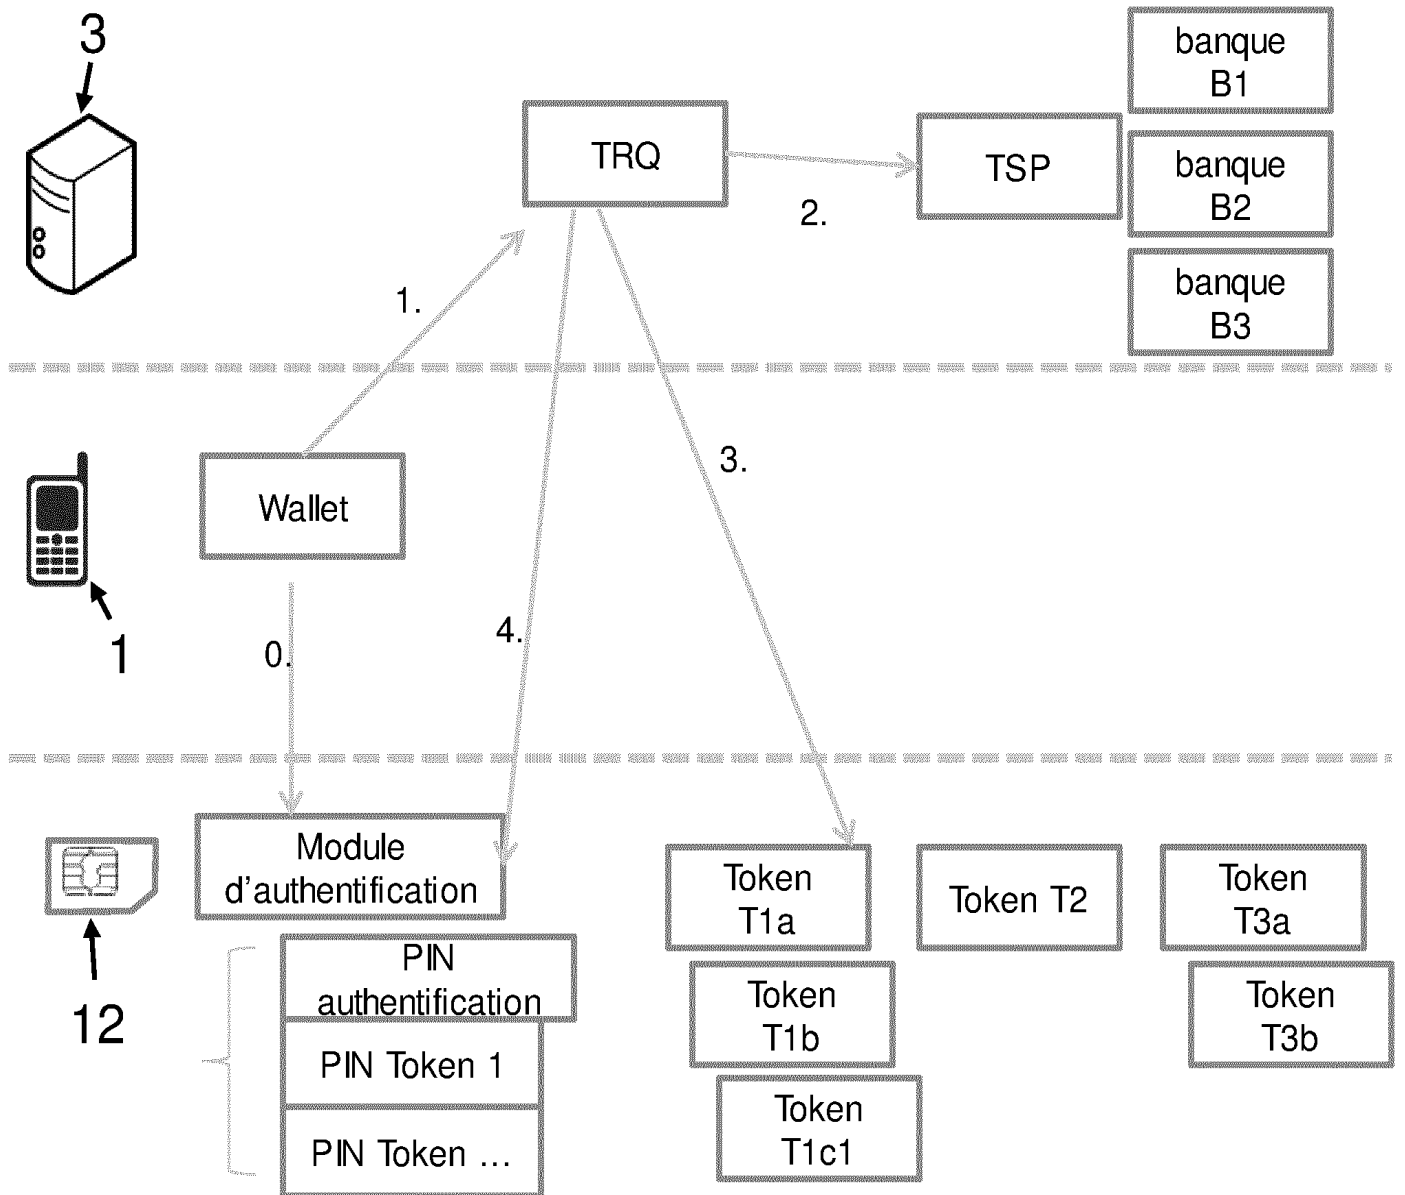 3
banque
B1
TRQ
TSP
banque
B2
2.
banque
B3
1.
Wallet
3.
1
0.
4.
Module
d'authentification
Token
T1a
Token T2
Token
T3a
12
PIN
authentification
PIN Token 1
PIN Token ...
Token
T1b
Token
T3b
Token
T1c1